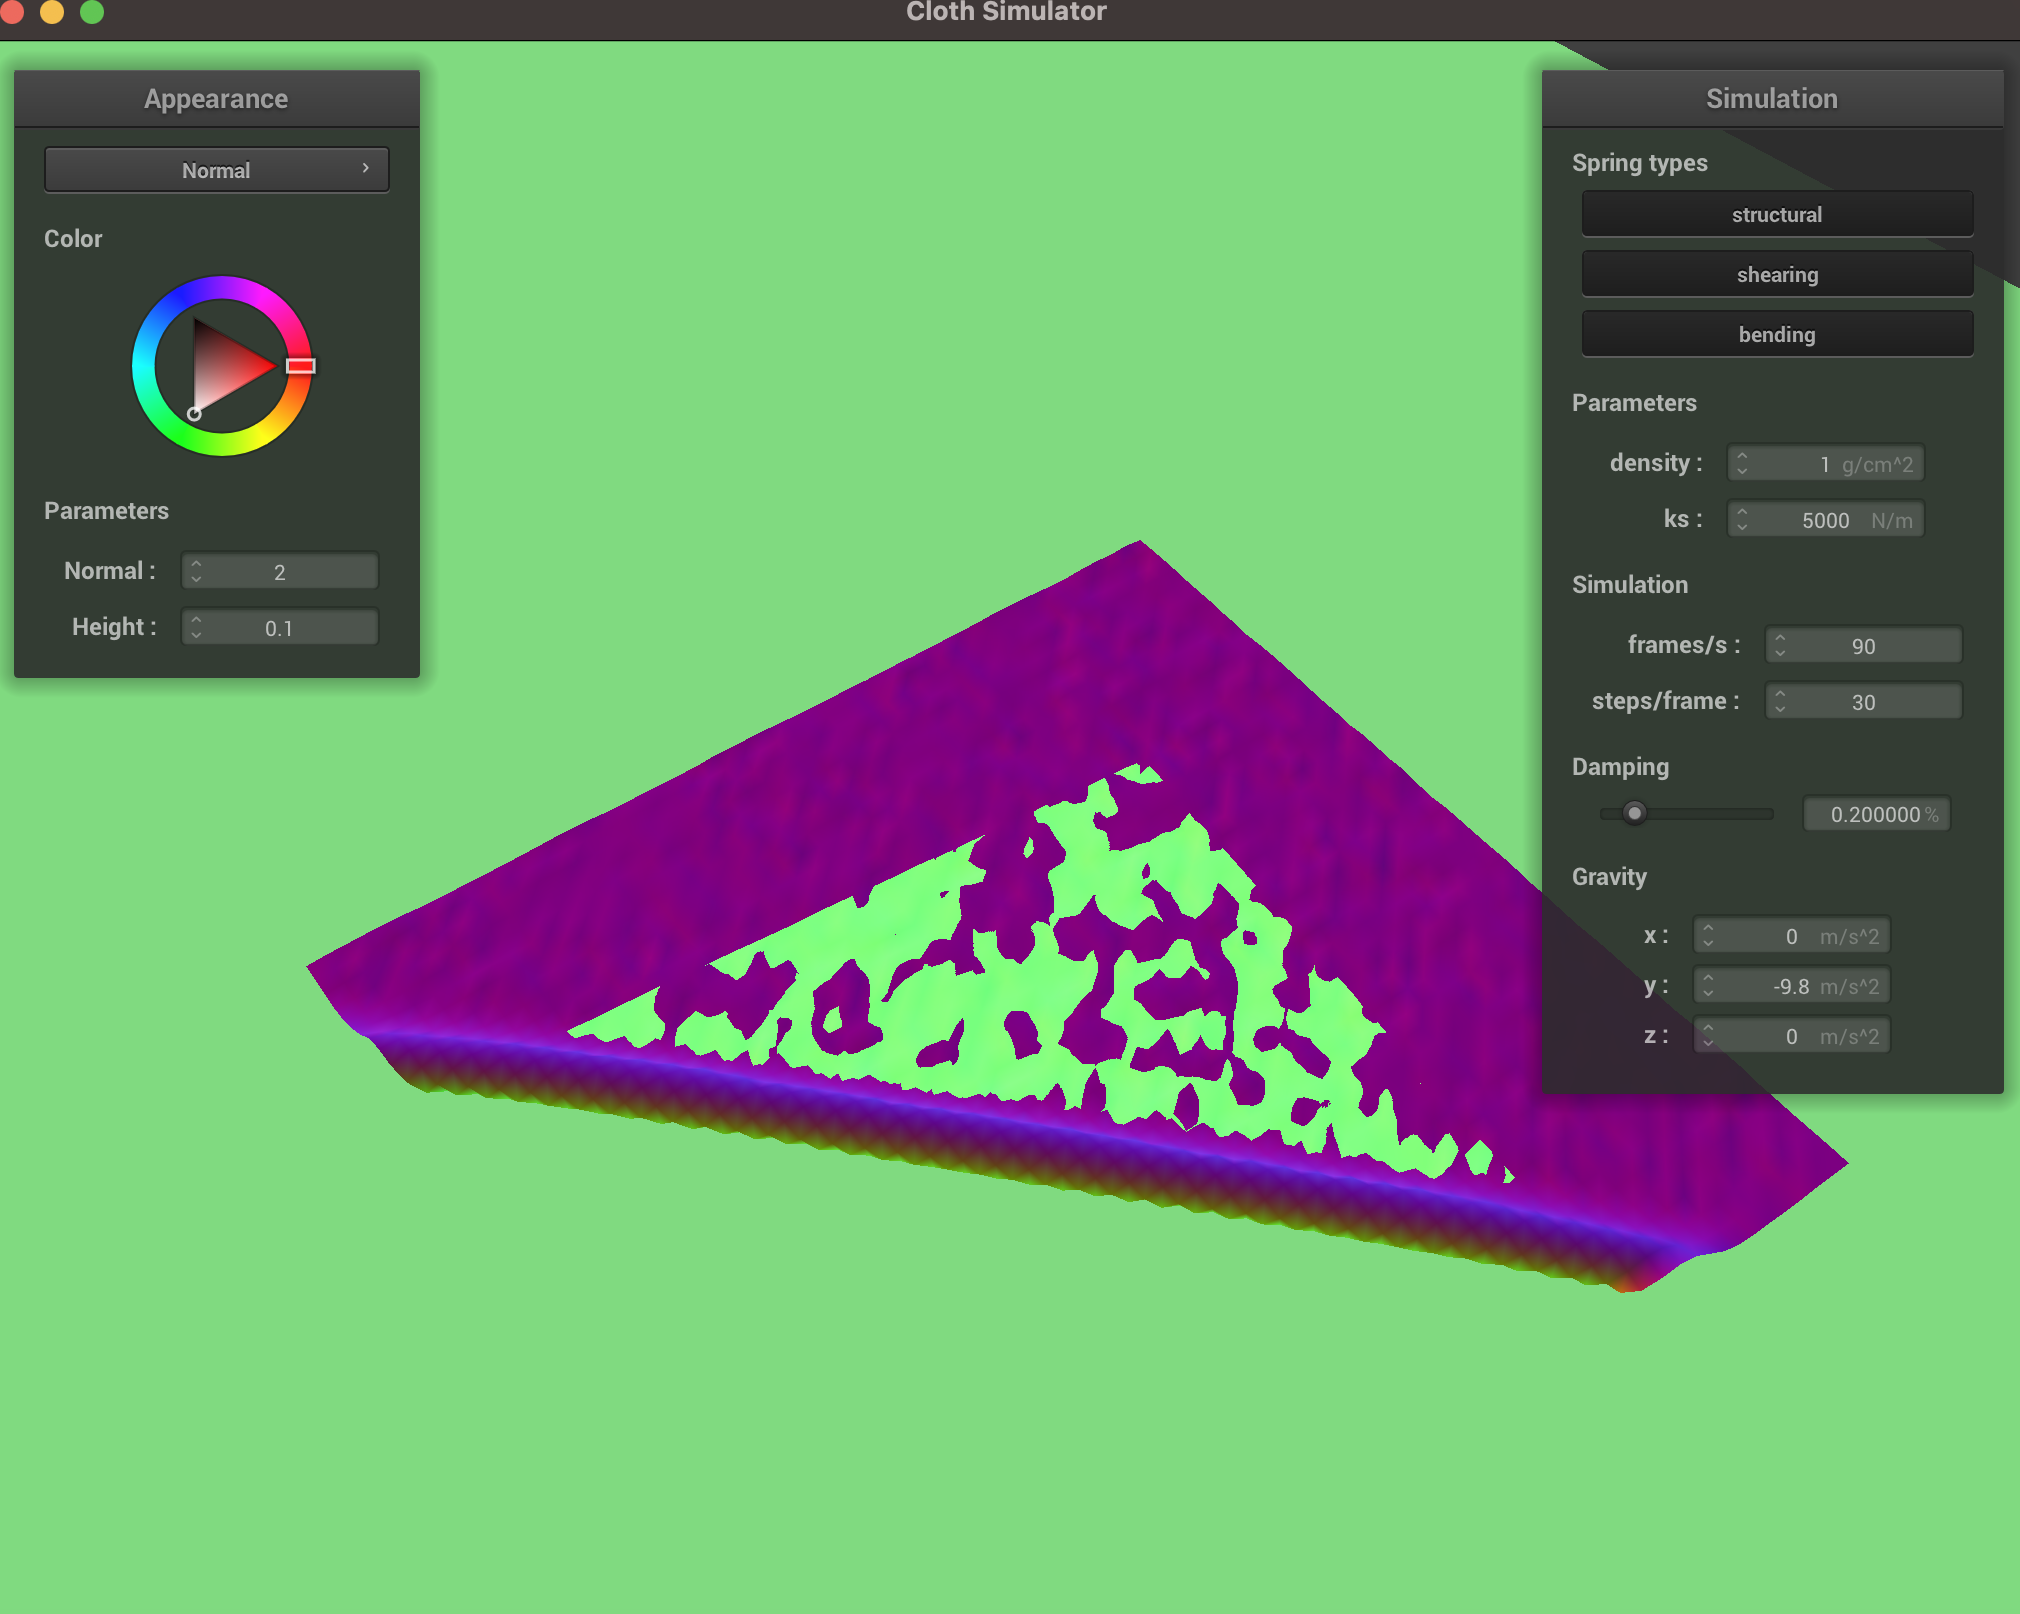 Cloth Simulator
Appearance
Normal
Color
Parameters
Normal : 2
Height : 0.1
Simulation
Spring types
structural
shearing
bending
Parameters
density : 1 g/cm^2
ks : 5000 N/m
Simulation
frames/s : 90
steps/frame : 30
Damping
0.200000 %
Gravity
x : 0 m/s^2
y : -9.8 m/s^2
z : 0 m/s^2